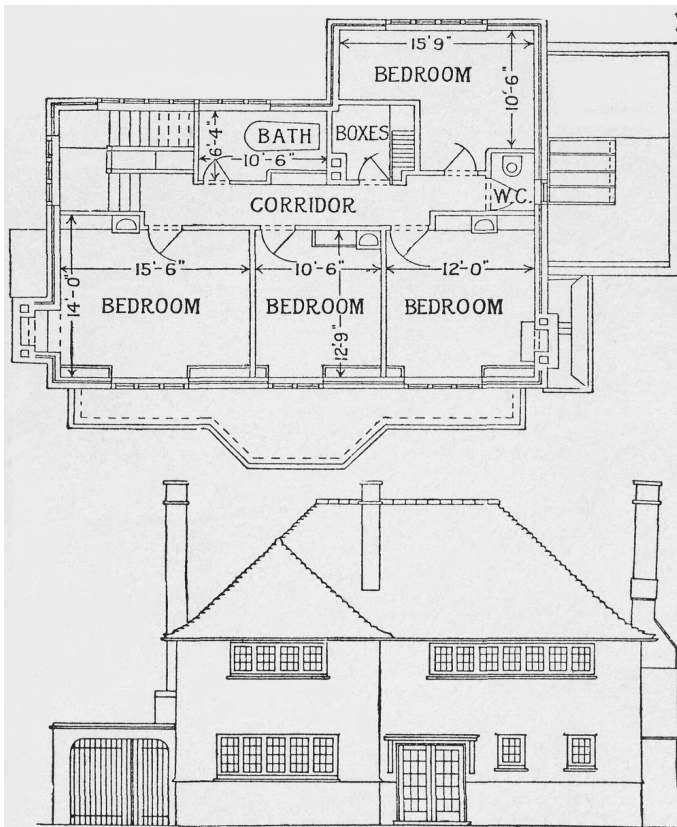 15'9"
BEDROOM
10'-6"
6'-4"
BATH
10'-6"
BOXES
W.C.
CORRIDOR
14'-0"
15'-6"
BEDROOM
10'-6"
BEDROOM
12'-9"
12'-0"
BEDROOM